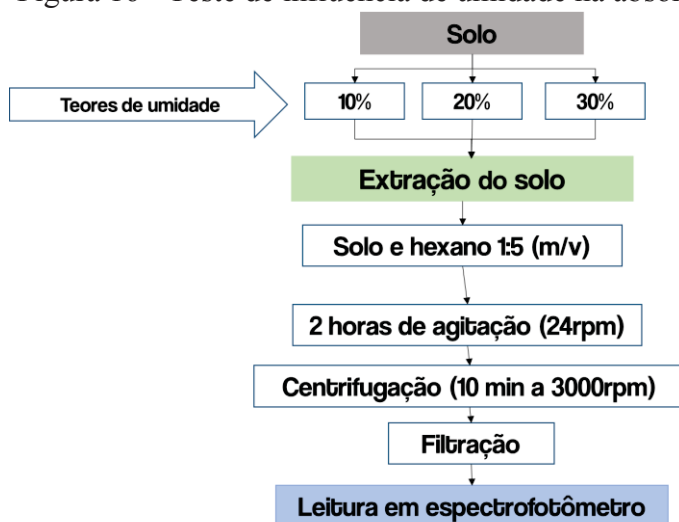 Solo
Teores de umidade
10% 20% 30%
Extração do solo
Solo e hexano 1:5 (m/v)
2 horas de agitação (24rpm)
Centrifugação (10 min a 3000rpm)
Filtração
Leitura em espectrofotômetro